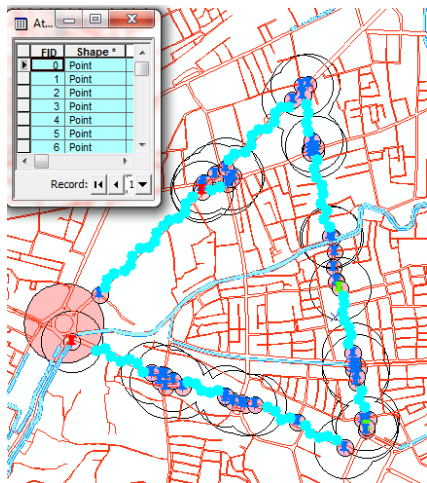 At...
FID Shape *
0 Point
1 Point
2 Point
3 Point
4 Point
5 Point
6 Point
Record: 1